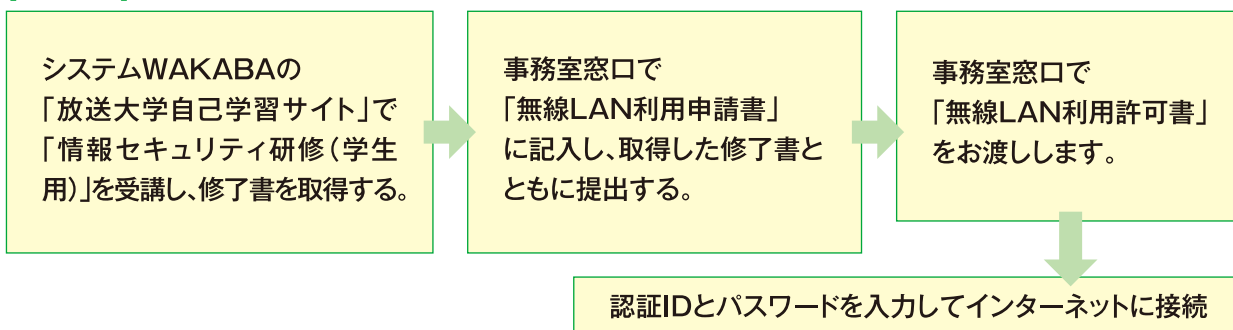 システムWAKABAの
「放送大学自己学習サイト」で
「情報セキュリティ研修(学生
用)」を受講し、修了書を取得する。
事務室窓口で
「無線LAN利用申請書」
に記入し、取得した修了書と
ともに提出する。
事務室窓口で
「無線LAN利用許可書」
をお渡しします。
認証IDとパスワードを入力してインターネットに接続